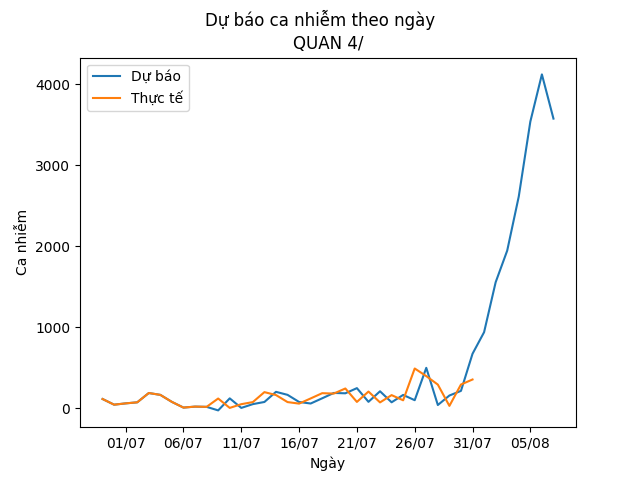 Dự báo ca nhiễm theo ngày
QUAN 4/
Dự báo
Thực tế
4000
3000
2000
1000
0
Ca nhiễm
01/07 06/07 11/07 16/07 21/07 26/07 31/07 05/08
Ngày